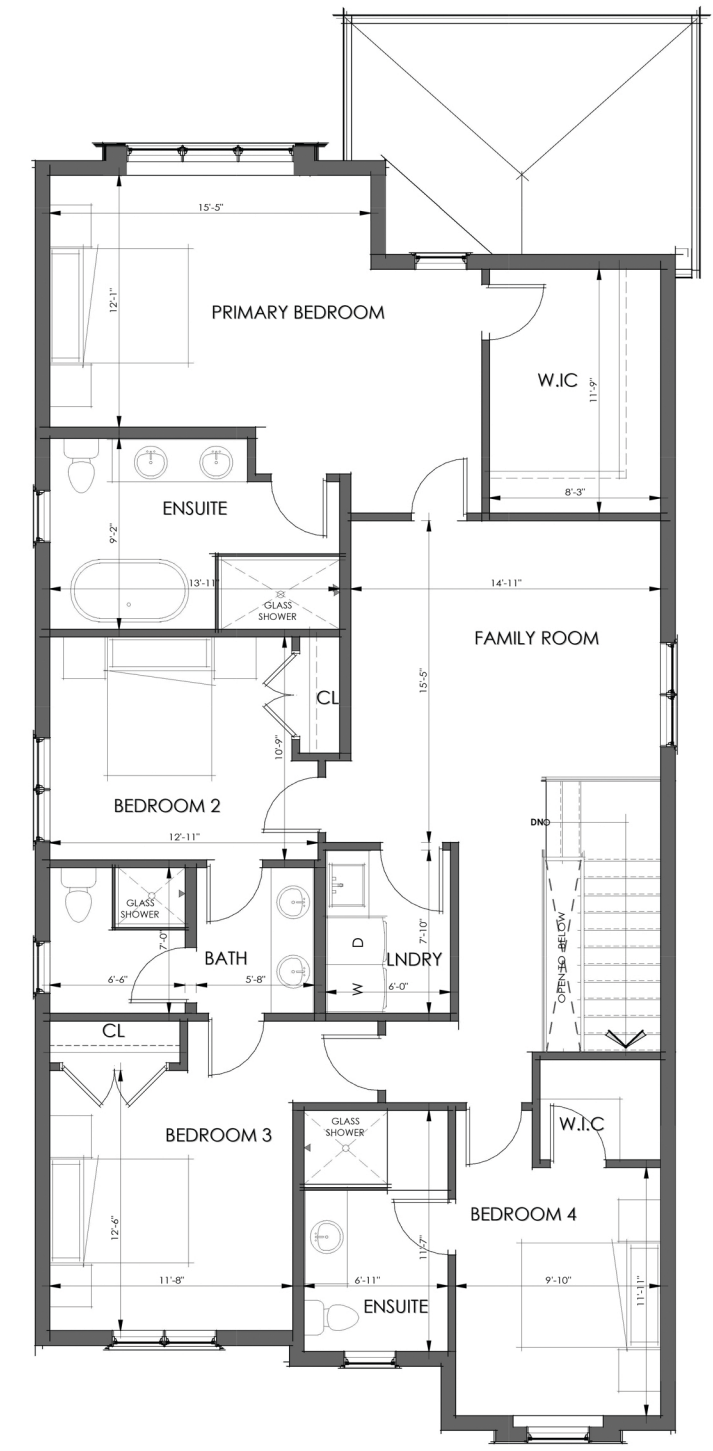 15'-5"
12'-1"
PRIMARY BEDROOM
W.IC
11'-9"
8'-3"
ENSUITE
9'-2"
13'-11"
GLASS
SHOWER
14'-11"
FAMILY ROOM
15'-5"
CL
10'-9"
BEDROOM 2
12'-11"
DNO
GLASS
SHOWER
7'-0"
BATH
6'-6"
5'-8"
D
W
LNDRY
7'-10"
6'-0"
OPEN TO BELOW
CL
BEDROOM 3
12'-6"
11'-8"
GLASS
SHOWER
W.I.C
BEDROOM 4
11'-7"
6'-11"
ENSUITE
9'-10"
11'-11"